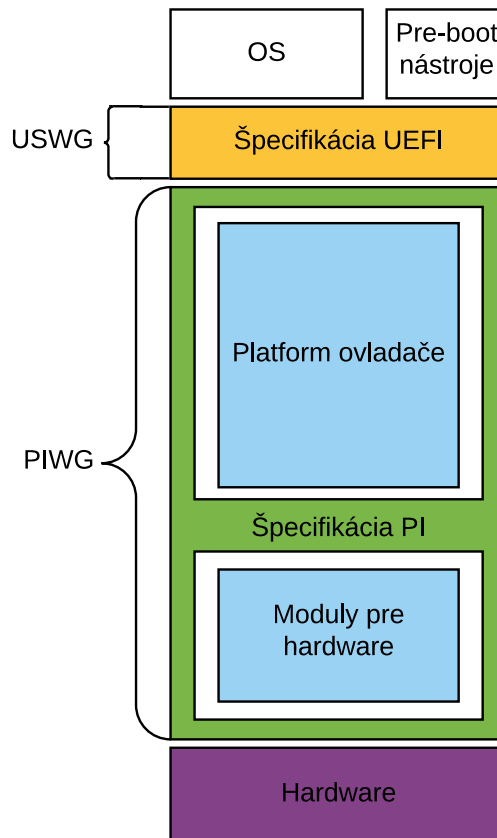 OS
Pre-boot
nástroje
USWG
Špecifikácia UEFI
Platform ovladače
PIWG
Špecifikácia PI
Moduly pre
hardware
Hardware